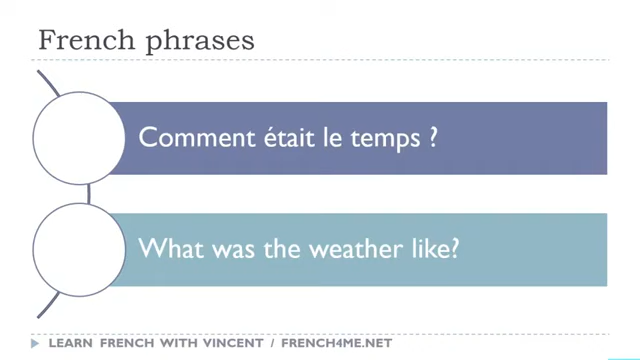 French phrases
Comment était le temps ?
What was the weather like?
LEARN FRENCH WITH VINCENT / FRENCH4ME.NET